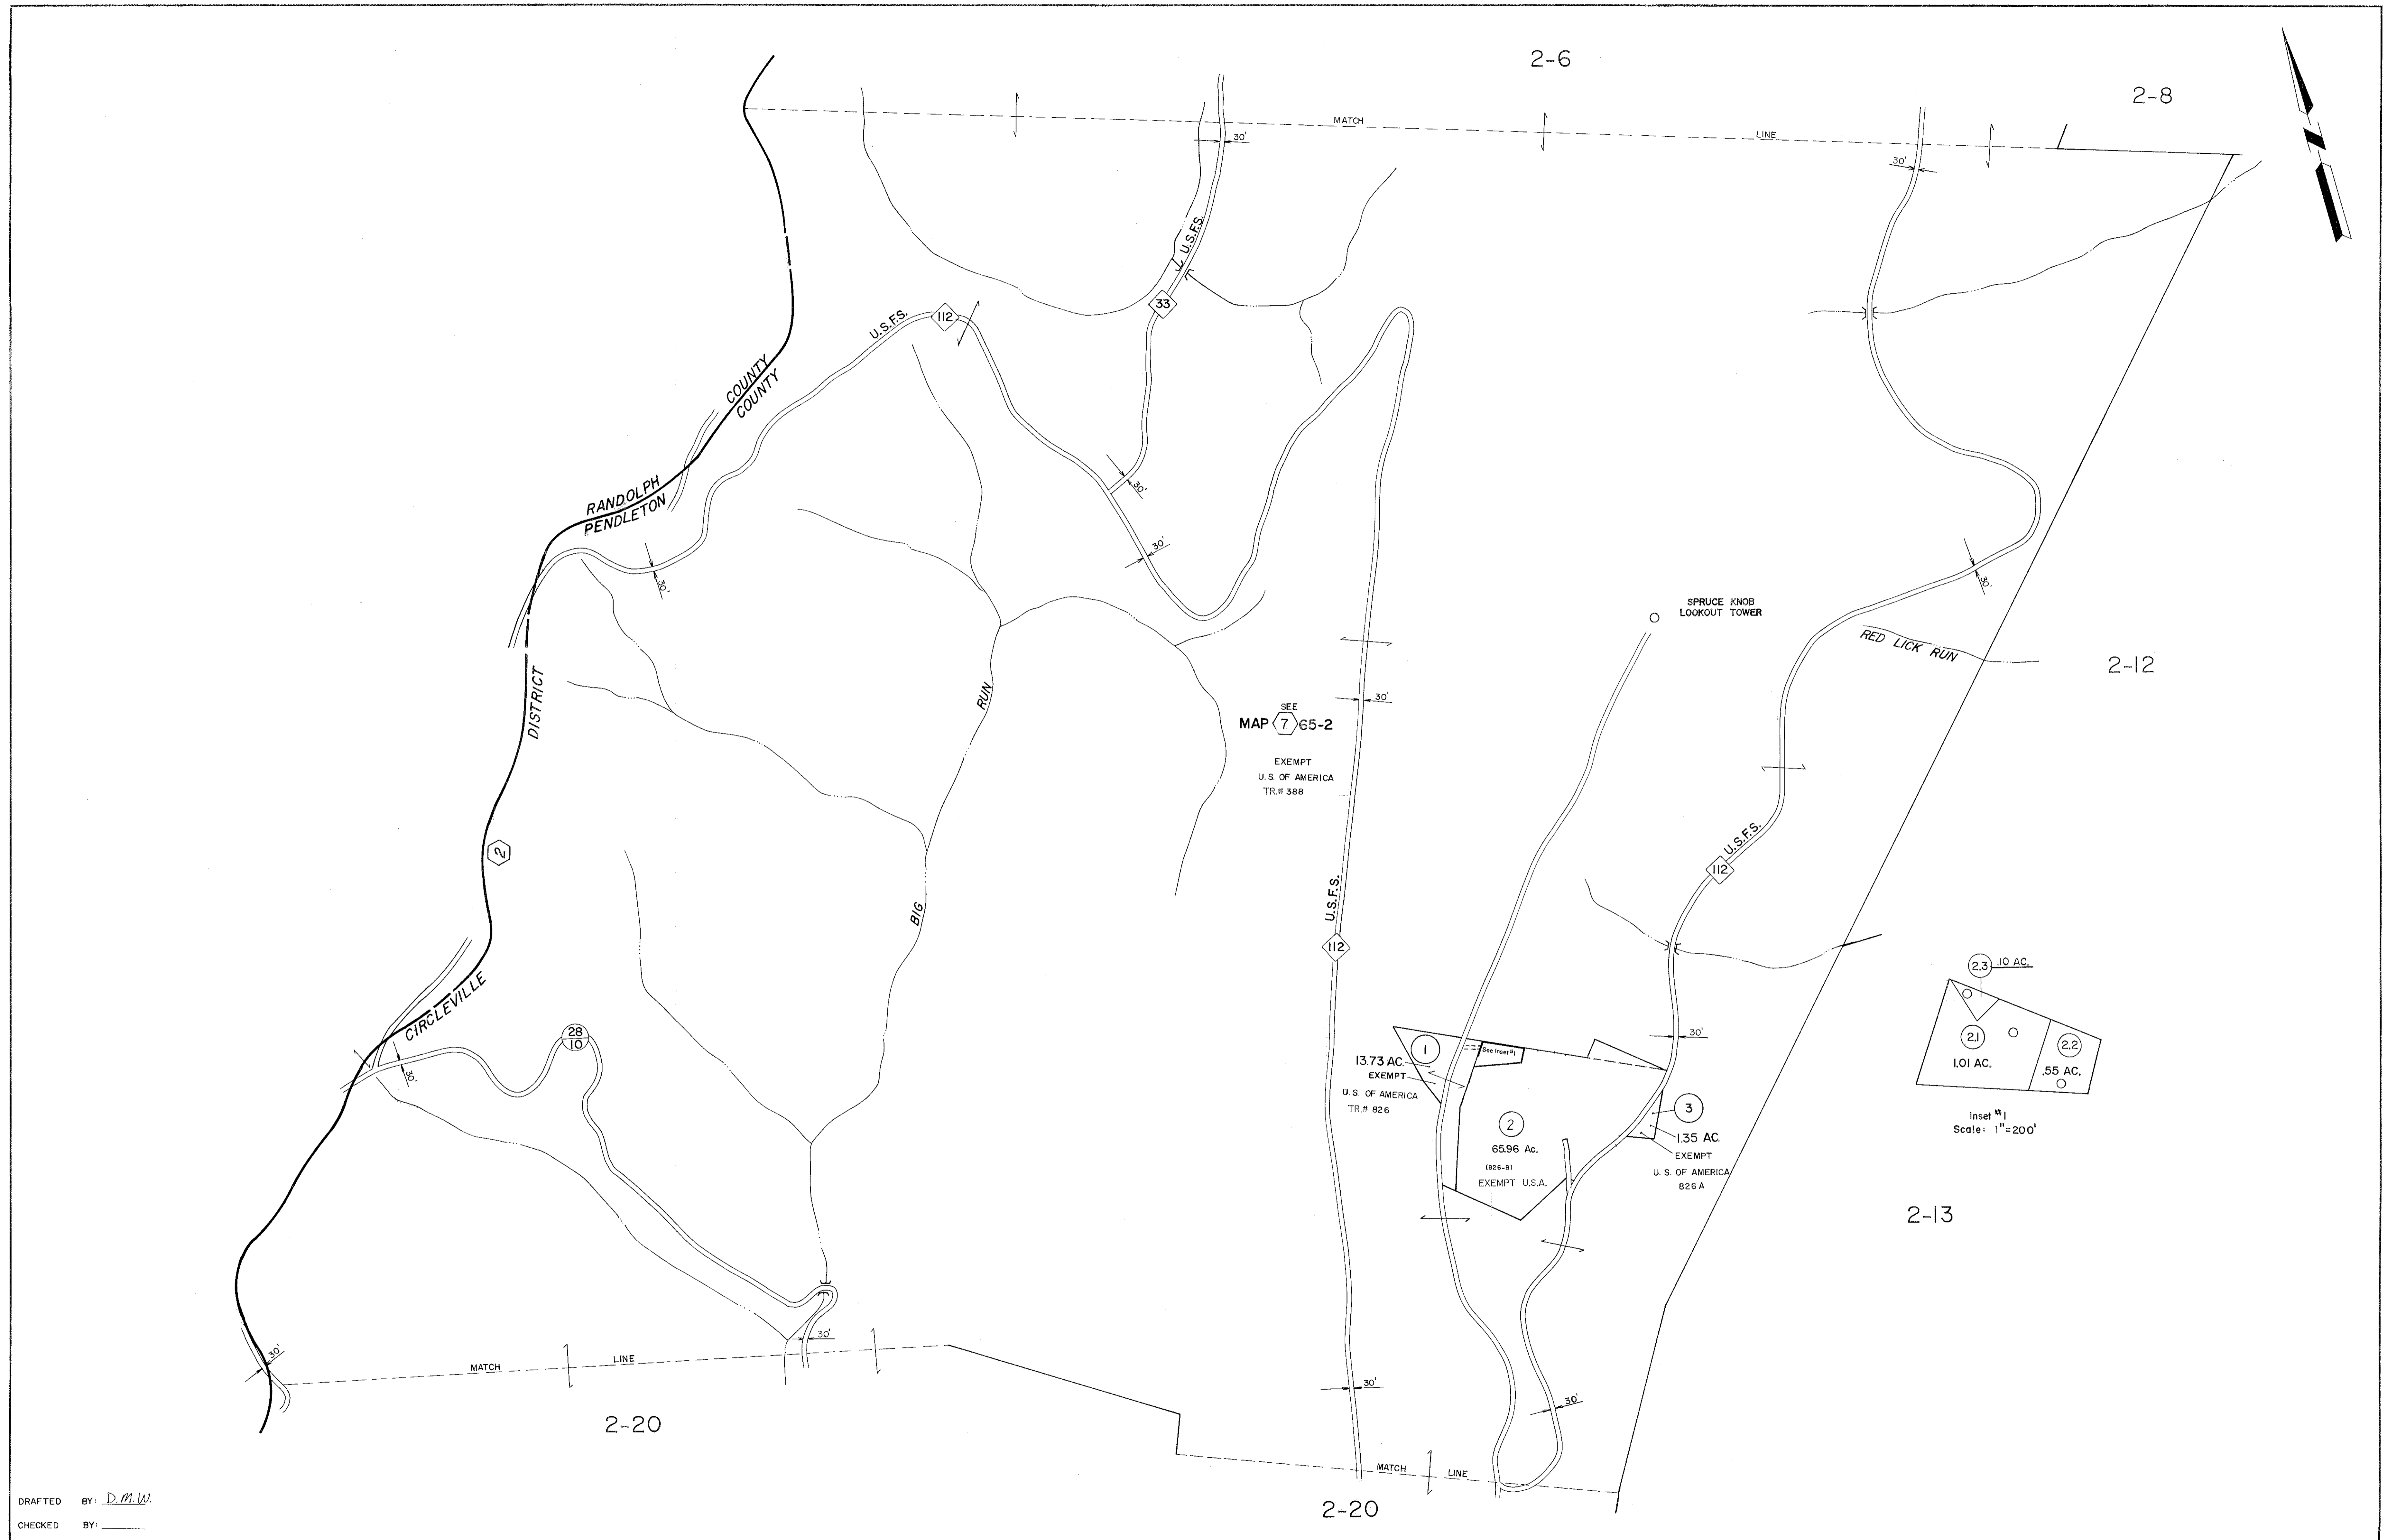 2-6
2-8
MATCH
LINE
30'
30'
U.S.F.S.
33
U.S.F.S.
112
COUNTY
COUNTY
RANDOLPH
PENDLETON
30'
30'
30'
30'
SPRUCE KNOB
LOOKOUT TOWER
RED LICK RUN
2-12
DISTRICT
RUN
30'
SEE
MAP 7 65-2
EXEMPT
U.S. OF AMERICA
TR.# 388
2
U.S.F.S.
112
BIG
U.S.F.S.
112
CIRCLEVILLE
2.3 .10 AC.
28
10
30'
30'
1
See Inset #1
13.73 AC.
EXEMPT
U.S. OF AMERICA
TR.# 826
2.1
1.01 AC.
2.2
.55 AC.
2
65.96 Ac.
(826-B)
EXEMPT U.S.A.
3
1.35 AC.
EXEMPT
U.S. OF AMERICA
826 A
Inset #1
Scale: 1"=200'
2-13
30'
30'
MATCH
LINE
30'
30'
2-20
MATCH
LINE
2-20
DRAFTED BY: D.M.W.
CHECKED BY: